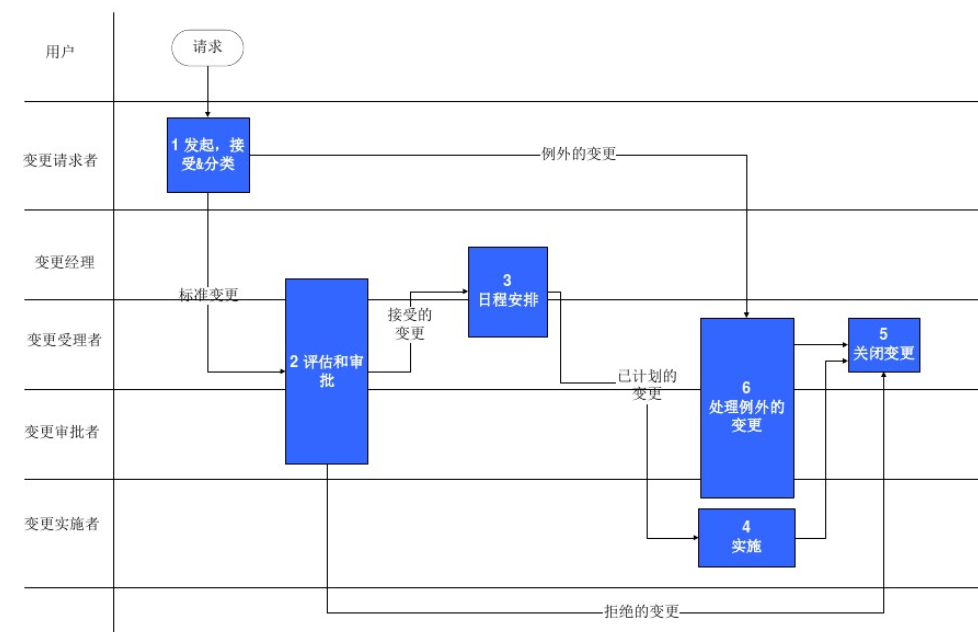 用户
请求
变更请求者
1 发起，接
受&分类
例外的变更
变更经理
标准变更
3
日程安排
接受的
变更
变更受理者
2 评估和审
批
5
关闭变更
已计划的
变更
6
处理例外的
变更
变更审批者
变更实施者
4
实施
拒绝的变更